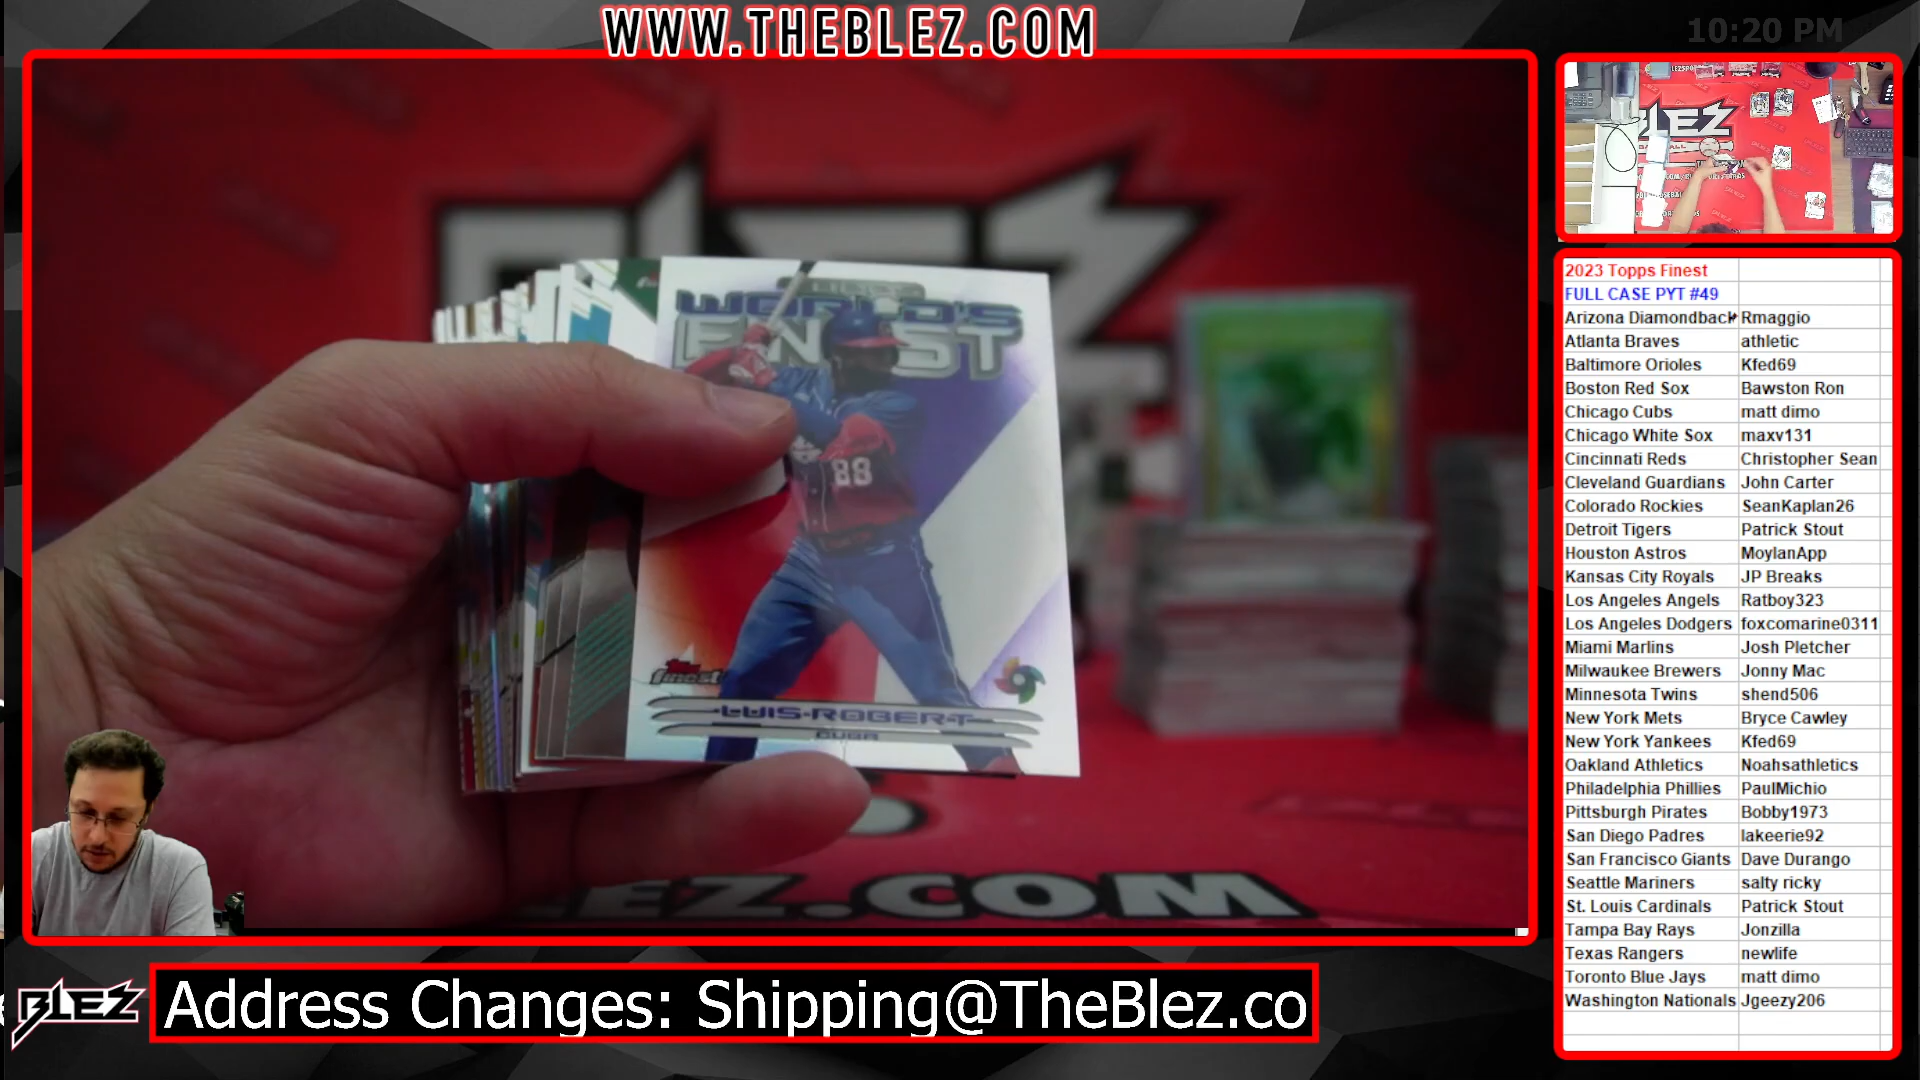 WWW.THEBLEZ.COM
10:20 PM
BLEZ
WORLD'S
FINEST
88
Topps
finest
LUIS ROBERT
CUBA
EZ.COM
2023 Topps Finest
FULL CASE PYT #49
Arizona Diamondback Rmaggio
Atlanta Braves athletic
Baltimore Orioles Kfed69
Boston Red Sox Bawston Ron
Chicago Cubs matt dimo
Chicago White Sox maxv131
Cincinnati Reds Christopher Sean
Cleveland Guardians John Carter
Colorado Rockies SeanKaplan26
Detroit Tigers Patrick Stout
Houston Astros MoylanApp
Kansas City Royals JP Breaks
Los Angeles Angels Ratboy323
Los Angeles Dodgers foxcomarine0311
Miami Marlins Josh Pletcher
Milwaukee Brewers Jonny Mac
Minnesota Twins shend506
New York Mets Bryce Cawley
New York Yankees Kfed69
Oakland Athletics Noahsathletics
Philadelphia Phillies PaulMichio
Pittsburgh Pirates Bobby1973
San Diego Padres lakeerie92
San Francisco Giants Dave Durango
Seattle Mariners salty ricky
St. Louis Cardinals Patrick Stout
Tampa Bay Rays Jonzilla
Texas Rangers newlife
Toronto Blue Jays matt dimo
Washington Nationals Jgeezy206
BLEZ
Address Changes: Shipping@TheBlez.co